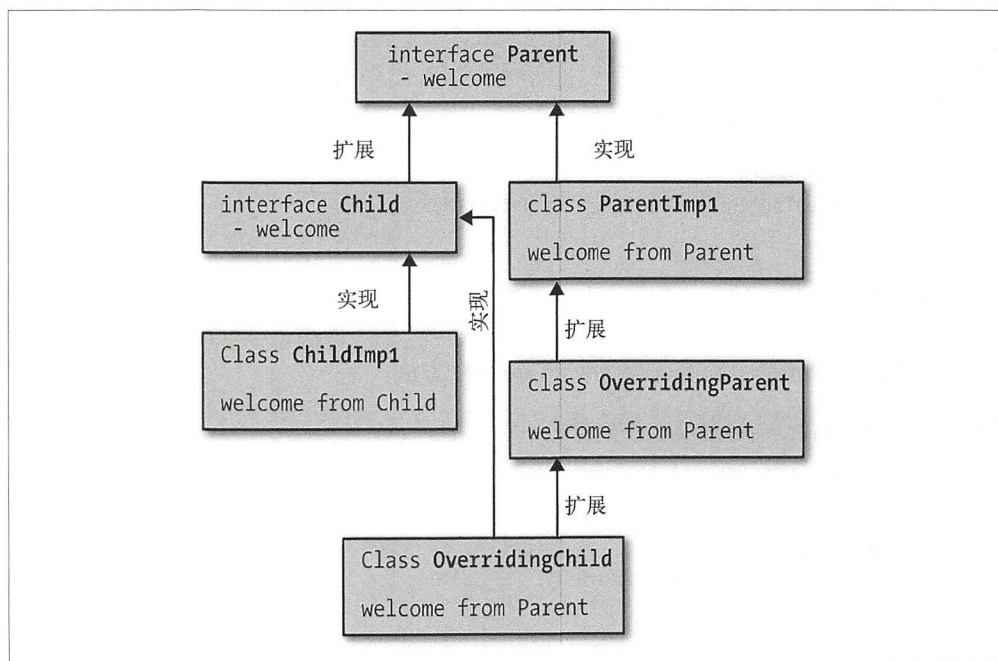 interface Parent
- welcome
扩展
实现
interface Child
- welcome
class ParentImp1
welcome from Parent
实现
实现
扩展
Class ChildImp1
welcome from Child
class OverridingParent
welcome from Parent
扩展
Class OverridingChild
welcome from Parent